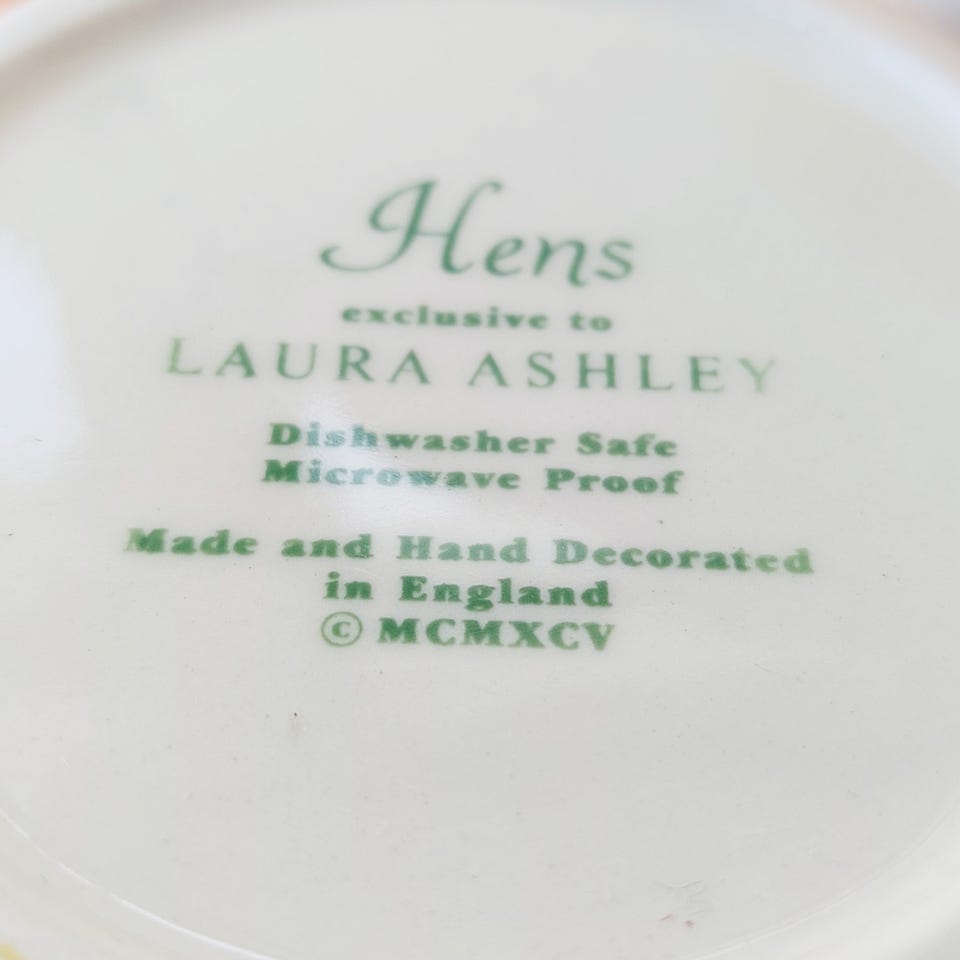 Hens
exclusive to
LAURA ASHLEY
Dishwasher Safe
Microwave Proof
Made and Hand Decorated
in England
© MCMXCV